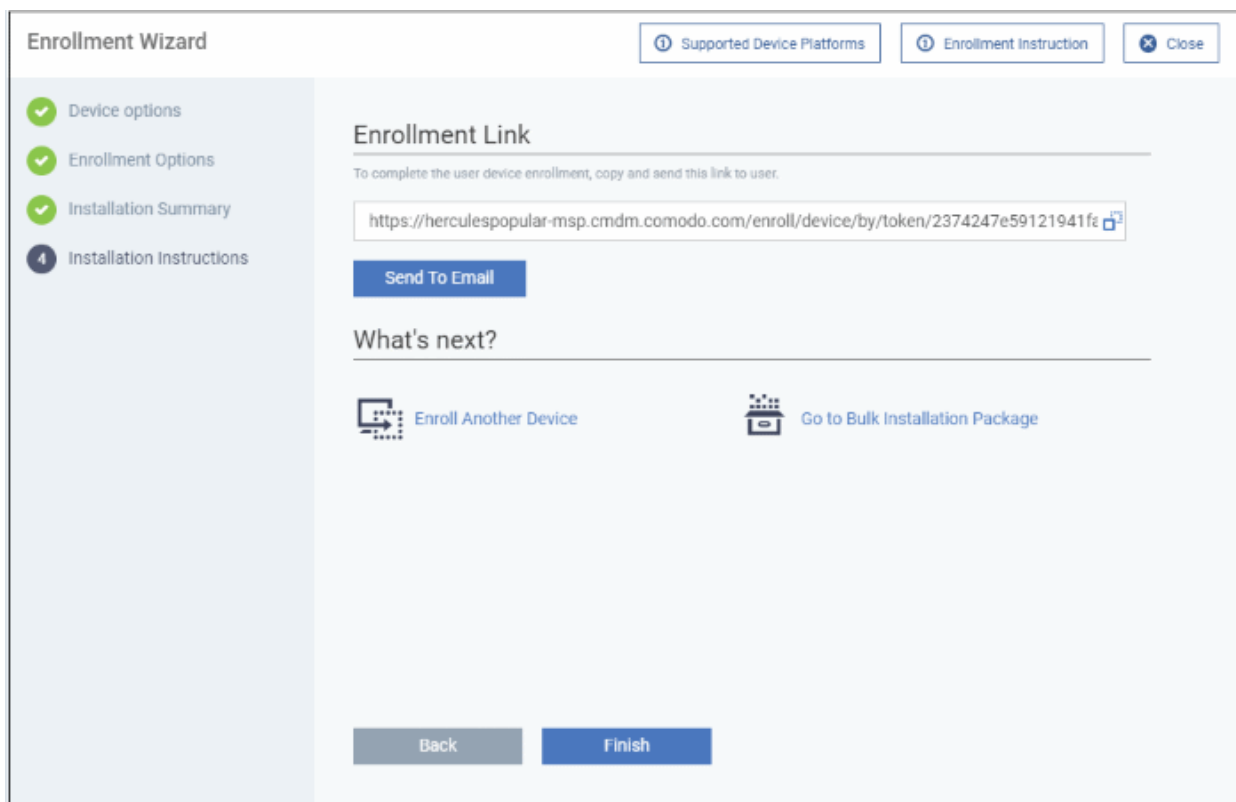 Enrollment Wizard
Supported Device Platforms
Enrollment Instruction
Close
Device options
Enrollment Options
Installation Summary
4 Installation Instructions
Enrollment Link
To complete the user device enrollment, copy and send this link to user.
https://herculespopular-msp.cmdm.comodo.com/enroll/device/by/token/2374247e59121941fa
Send To Email
What's next?
Enroll Another Device
Go to Bulk Installation Package
Back
Finish